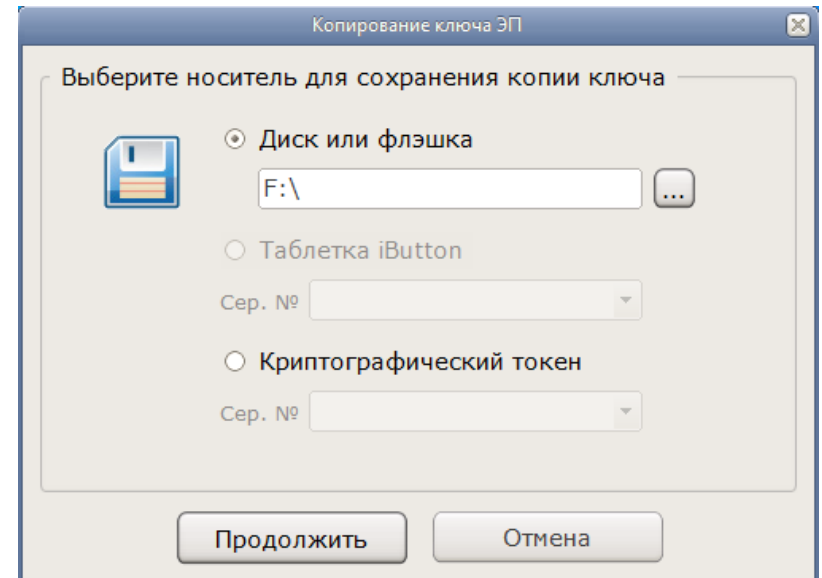 Копирование ключа ЭП
Выберите носитель для сохранения копии ключа
Диск или флэшка
F:\
...
Таблетка iButton
Сер. №
Криптографический токен
Сер. №
Продолжить
Отмена